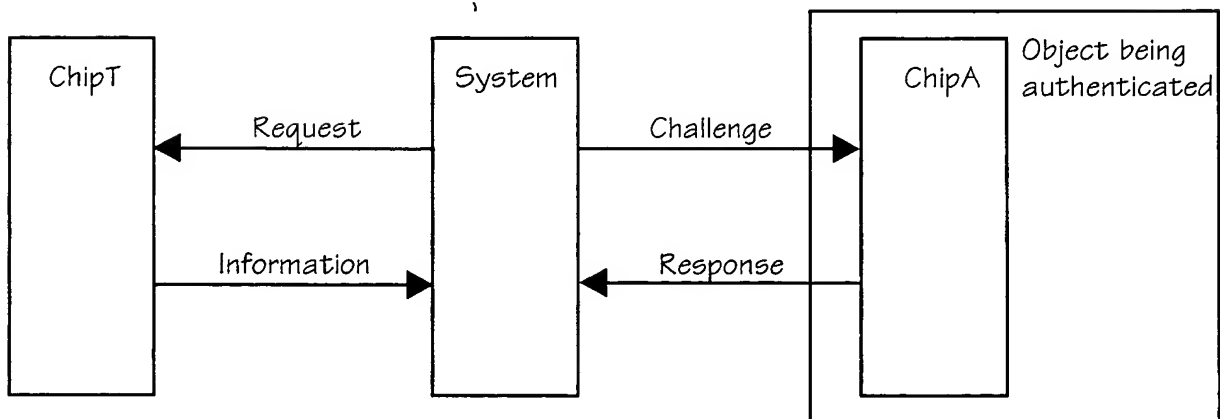 ChipT
System
ChipA
Object being
authenticated
Request
Challenge
Information
Response